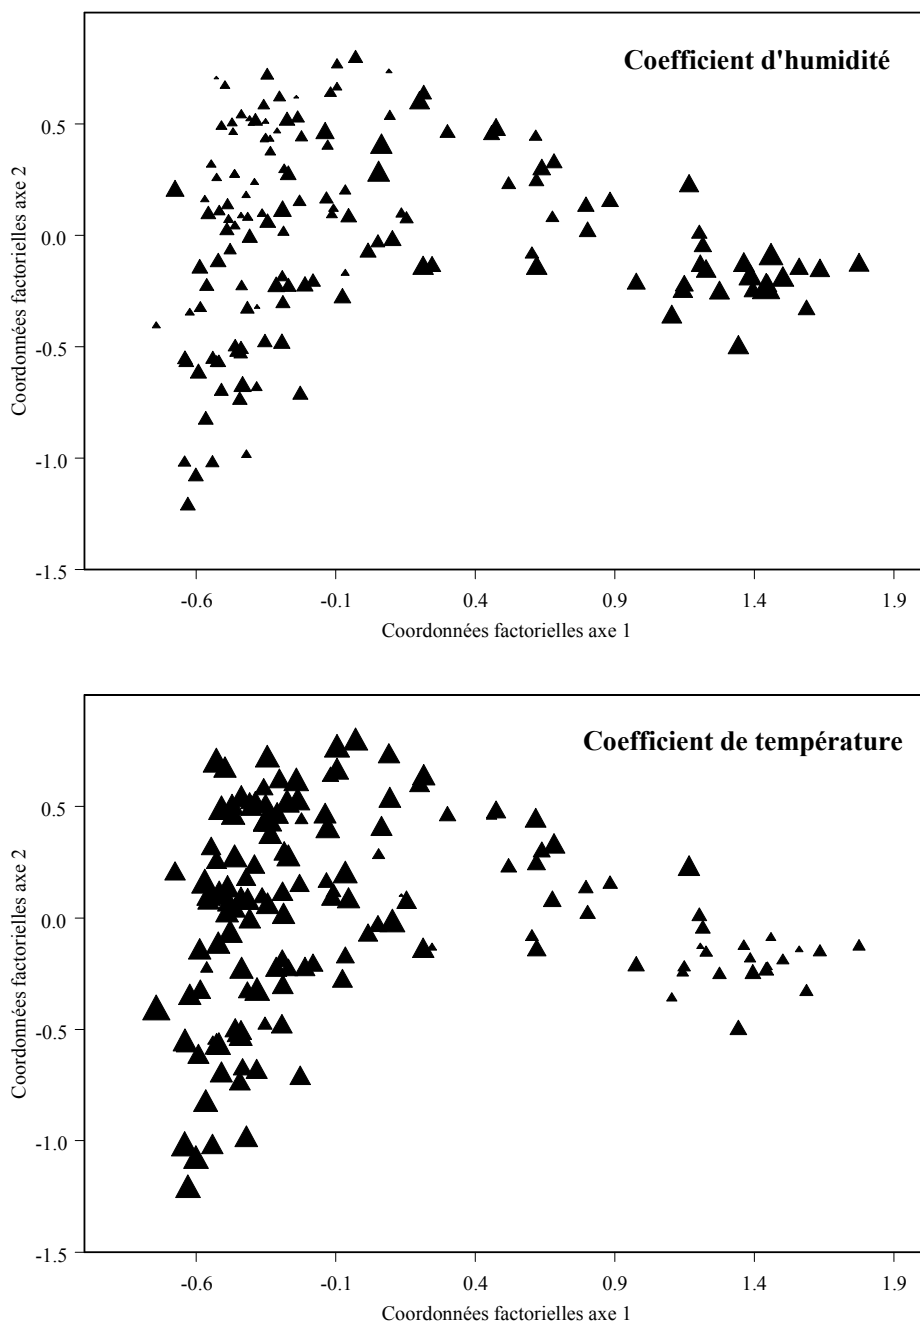 Coefficient d'humidité
0.5
0.0
-0.5
-1.0
-1.5
Coordonnées factorielles axe 2
-0.6 -0.1 0.4 0.9 1.4 1.9
Coordonnées factorielles axe 1
Coefficient de température
0.5
0.0
-0.5
-1.0
-1.5
Coordonnées factorielles axe 2
-0.6 -0.1 0.4 0.9 1.4 1.9
Coordonnées factorielles axe 1